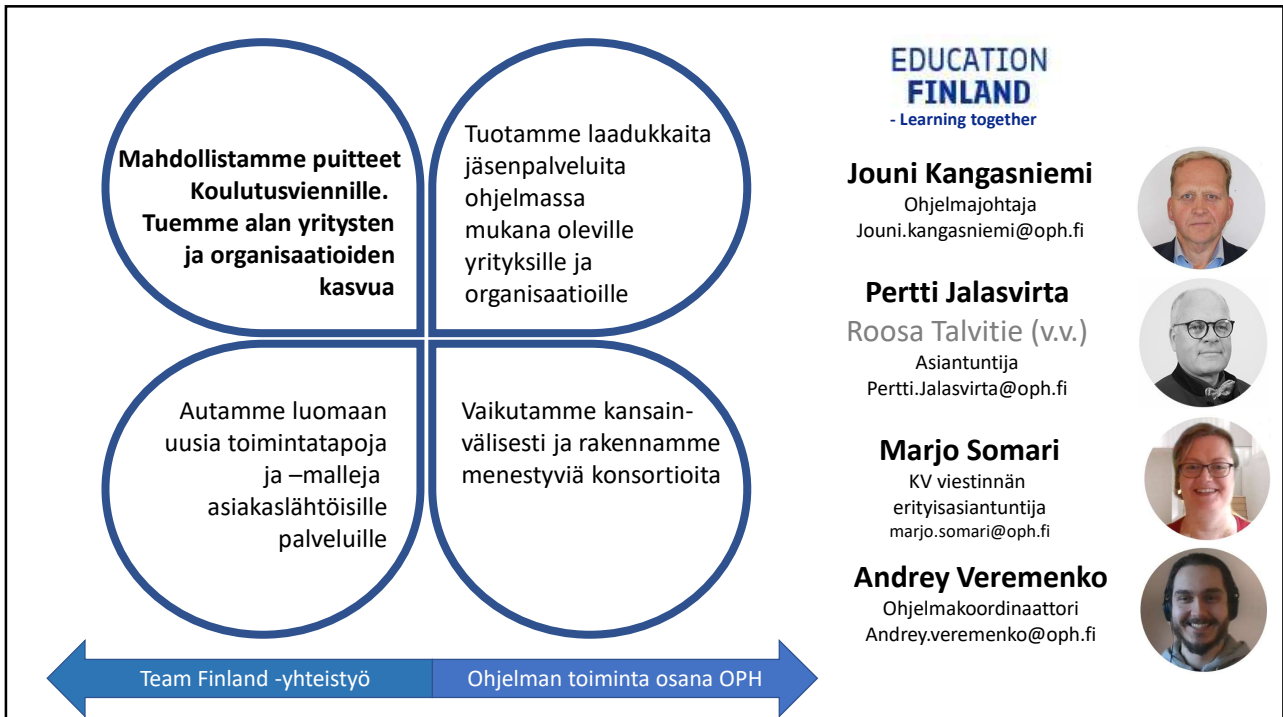 Mahdollistamme puitteet
Koulutusviennille.
Tuemme alan yritysten
ja organisaatioiden
kasvua
Tuotamme laadukkaita
jäsenpalveluita
ohjelmassa
mukana oleville
yrityksille ja
organisaatioille
Autamme luomaan
uusia toimintatapoja
ja –malleja
asiakaslähtöisille
palveluille
Vaikutamme kansain-
välisesti ja rakennamme
menestyviä konsortioita
Team Finland -yhteistyö
Ohjelman toiminta osana OPH
EDUCATION
FINLAND
- Learning together
Jouni Kangasniemi
Ohjelmajohtaja
Jouni.kangasniemi@oph.fi
Pertti Jalasvirta
Roosa Talvitie (v.v.)
Asiantuntija
Pertti.Jalasvirta@oph.fi
Marjo Somari
KV viestinnän
erityisasiantuntija
marjo.somari@oph.fi
Andrey Veremenko
Ohjelmakoordinaattori
Andrey.veremenko@oph.fi